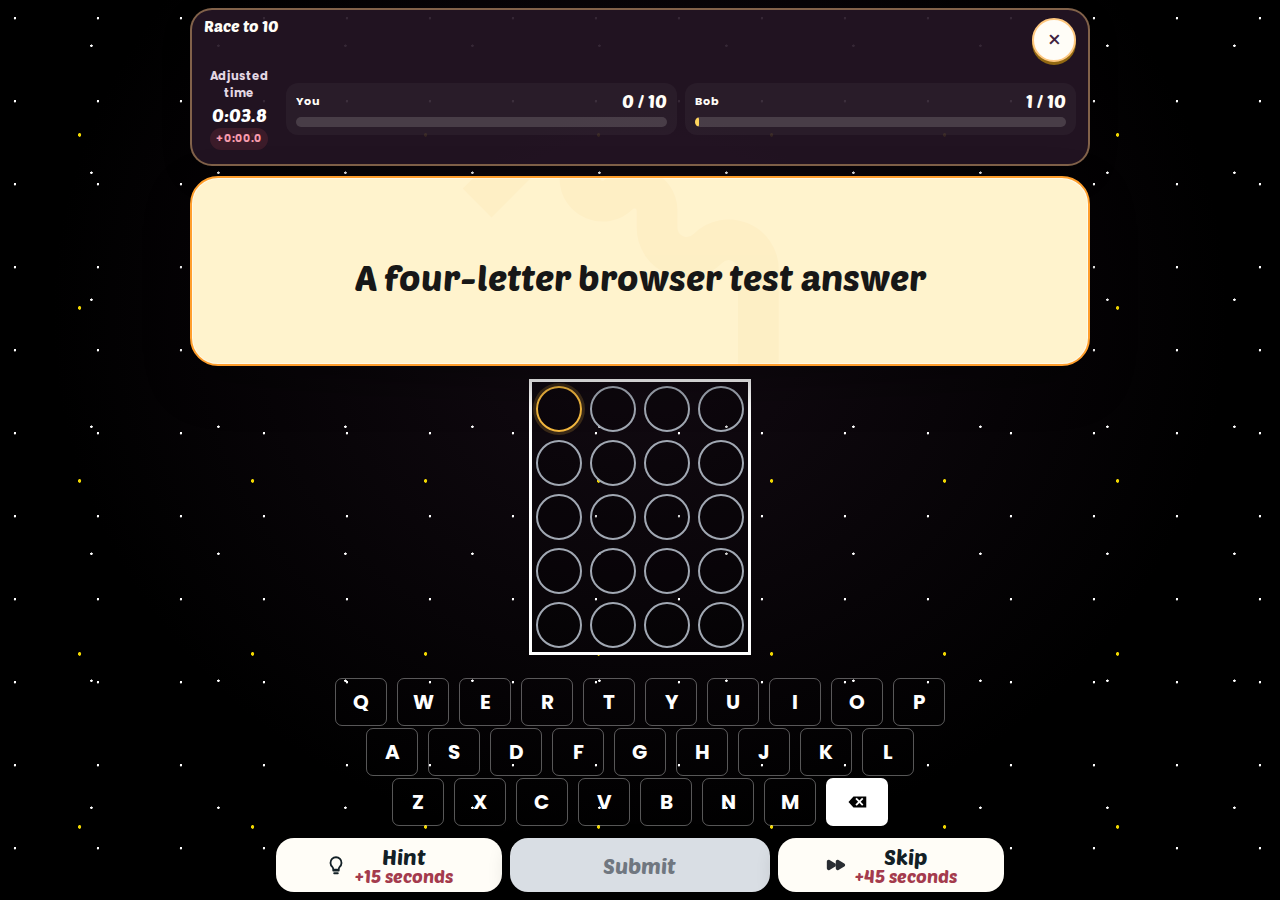 Race to 10
✕
Adjusted
time
0:03.8
+0:00.0
You 0 / 10
Bob 1 / 10
A four-letter browser test answer
Q W E R T Y U I O P
A S D F G H J K L
Z X C V B N M
Hint
+15 seconds
Submit
Skip
+45 seconds